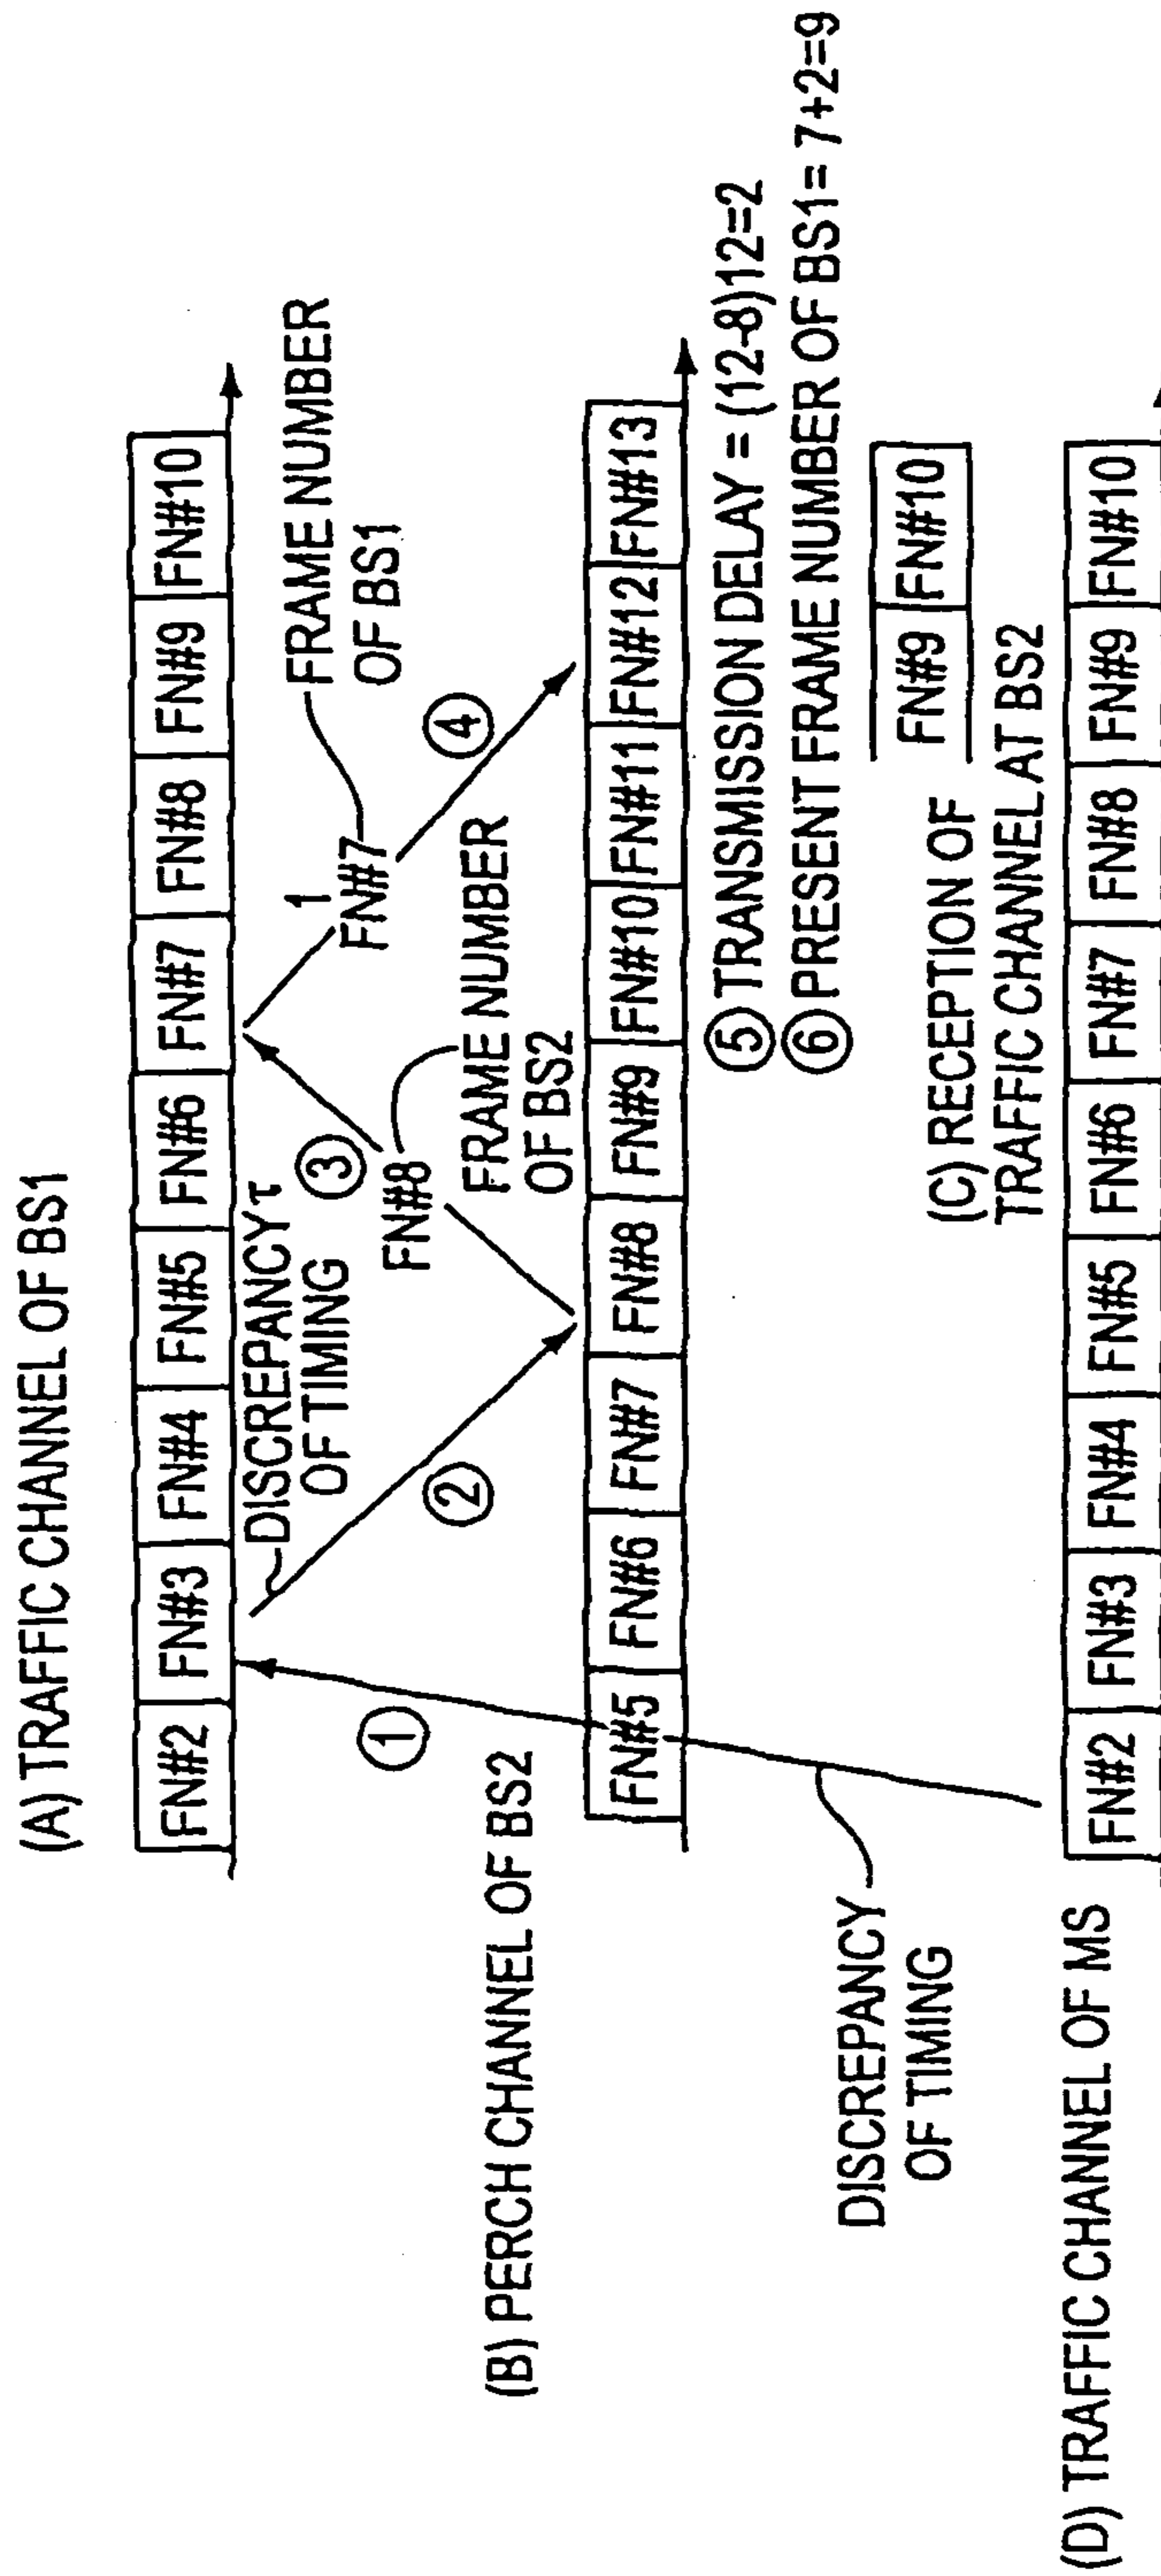 (A) TRAFFIC CHANNEL OF BS1
FN#2 FN#3 FN#4 FN#5 FN#6 FN#7 FN#8 FN#9 FN#10
DISCREPANCY τ
OF TIMING
①
②
③
④
FN#8
FRAME NUMBER
OF BS2
1
FN#7
FRAME NUMBER
OF BS1
(B) PERCH CHANNEL OF BS2
FN#5 FN#6 FN#7 FN#8 FN#9 FN#10 FN#11 FN#12 FN#13
⑤ TRANSMISSION DELAY = (12-8)12=2
⑥ PRESENT FRAME NUMBER OF BS1= 7+2=9
DISCREPANCY
OF TIMING
(C) RECEPTION OF
TRAFFIC CHANNEL AT BS2
FN#9 FN#10
(D) TRAFFIC CHANNEL OF MS
FN#2 FN#3 FN#4 FN#5 FN#6 FN#7 FN#8 FN#9 FN#10